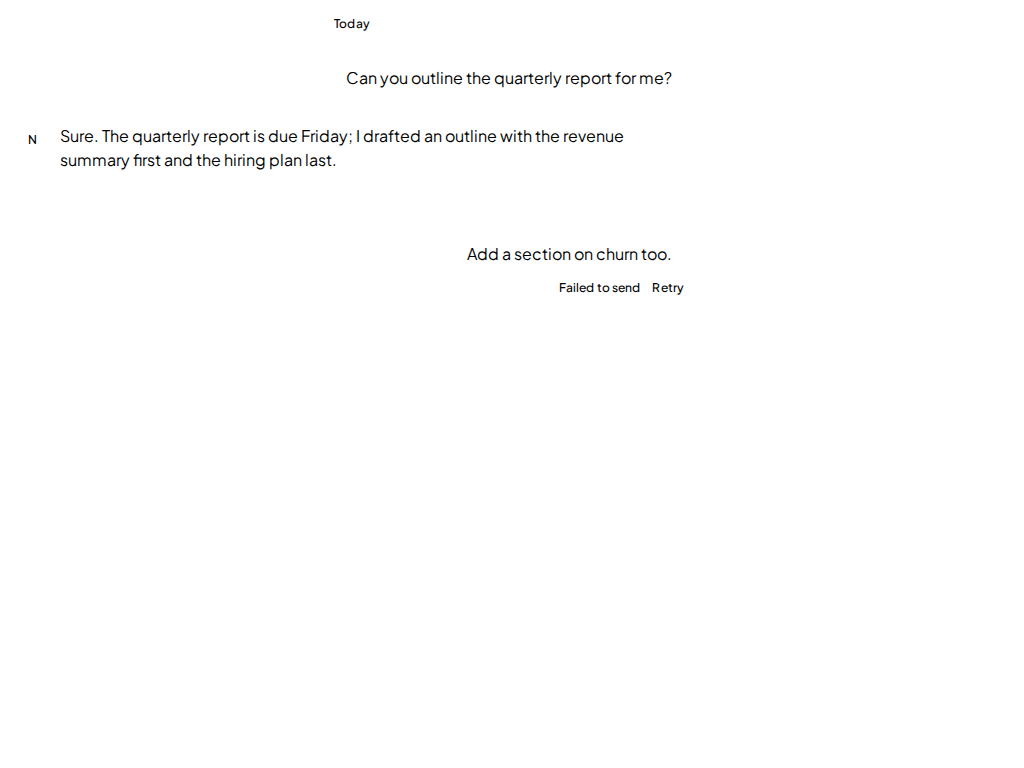 Today
Can you outline the quarterly report for me?
N
Sure. The quarterly report is due Friday; I drafted an outline with the revenue
summary first and the hiring plan last.
Add a section on churn too.
Failed to send Retry